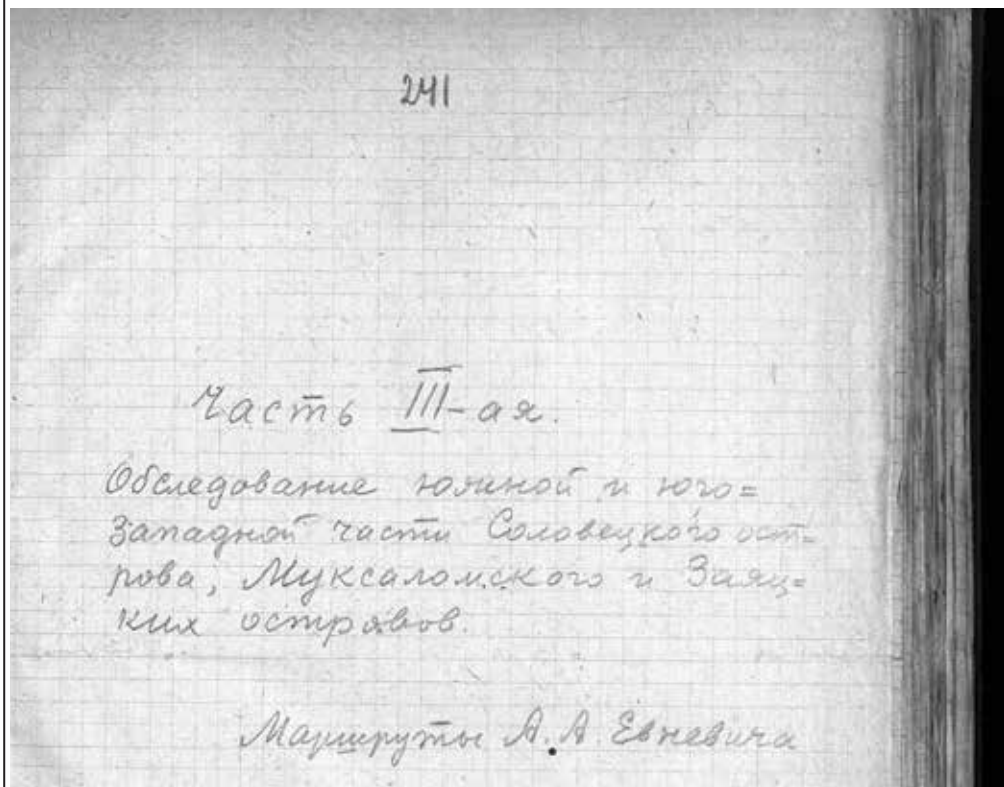 241
Часть III-ая.
Обследование южной и юго=
Западной части Соловецкого ост-
рова, Муксаломского и Заяц=
ких островов.
Маршруты А. А. Евневича